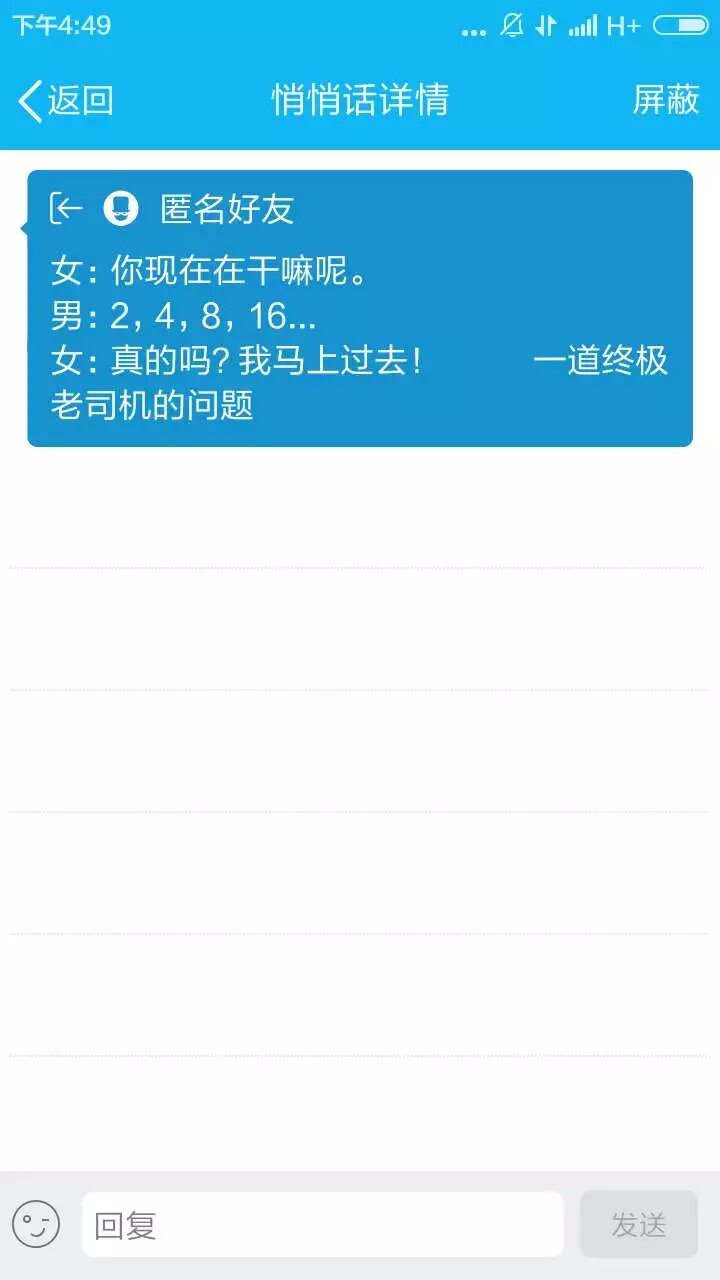 下午4:49
... H+
返回 悄悄话详情 屏蔽
匿名好友
女：你现在在干嘛呢。
男：2，4，8，16...
女：真的吗？我马上过去！ 一道终极
老司机的问题
回复 发送